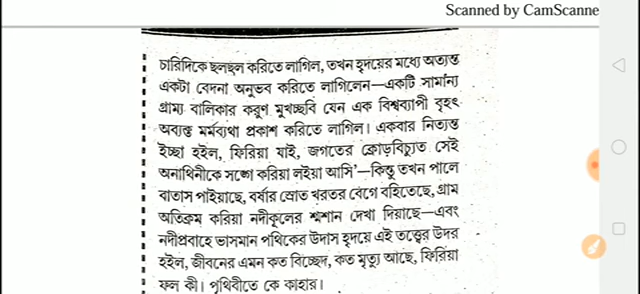 Scanned by CamScanne
চারিদিকে ছলছল করিতে লাগিল, তখন হৃদয়ের মধ্যে অত্যন্ত
একটা বেদনা অনুভব করিতে লাগিলেন—একটি সামান্য
গ্রাম্য বালিকার করুণ মুখচ্ছবি যেন এক বিশ্বব্যাপী বৃহৎ
অব্যক্ত মর্মব্যথা প্রকাশ করিতে লাগিল। একবার নিত্যন্ত
ইচ্ছা হইল, ফিরিয়া যাই, জগতের ক্রোড়বিচ্যুত সেই
অনাথিনীকে সঙ্গে করিয়া লইয়া আসি'—কিন্তু তখন পালে
বাতাস পাইয়াছে, বর্ষার স্রোত খরতর বেগে বহিতেছে, গ্রাম
অতিক্রম করিয়া নদীকূলের শ্মশান দেখা দিয়াছে—এবং
নদীপ্রবাহে ভাসমান পথিকের উদাস হৃদয়ে এই তত্ত্বের উদর
হইল, জীবনের এমন কত বিচ্ছেদ, কত মৃত্যু আছে, ফিরিয়া
ফল কী। পৃথিবীতে কে কাহার।